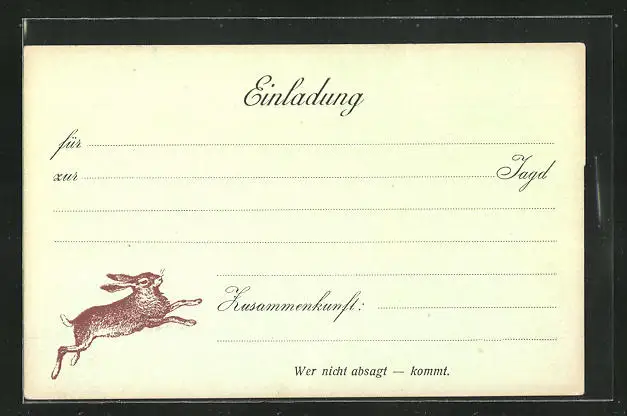 Einladung
für
zur Jagd
Zusammenkunft:
Wer nicht absagt — kommt.